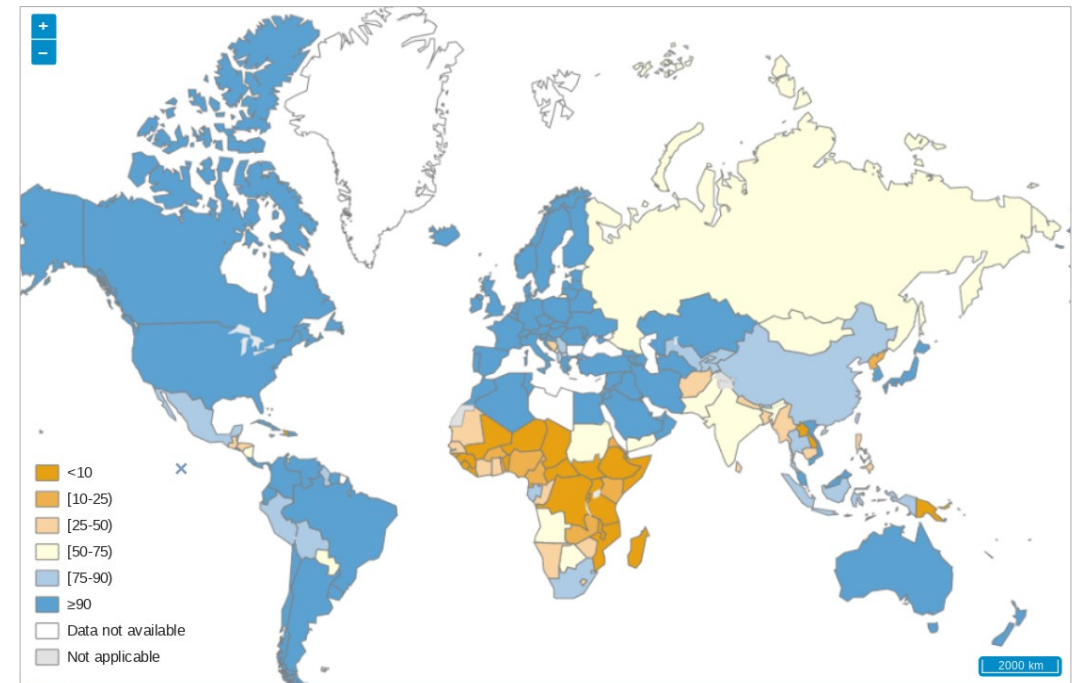 +
−
<10
[10-25)
[25-50)
[50-75)
[75-90)
≥90
Data not available
Not applicable
2000 km